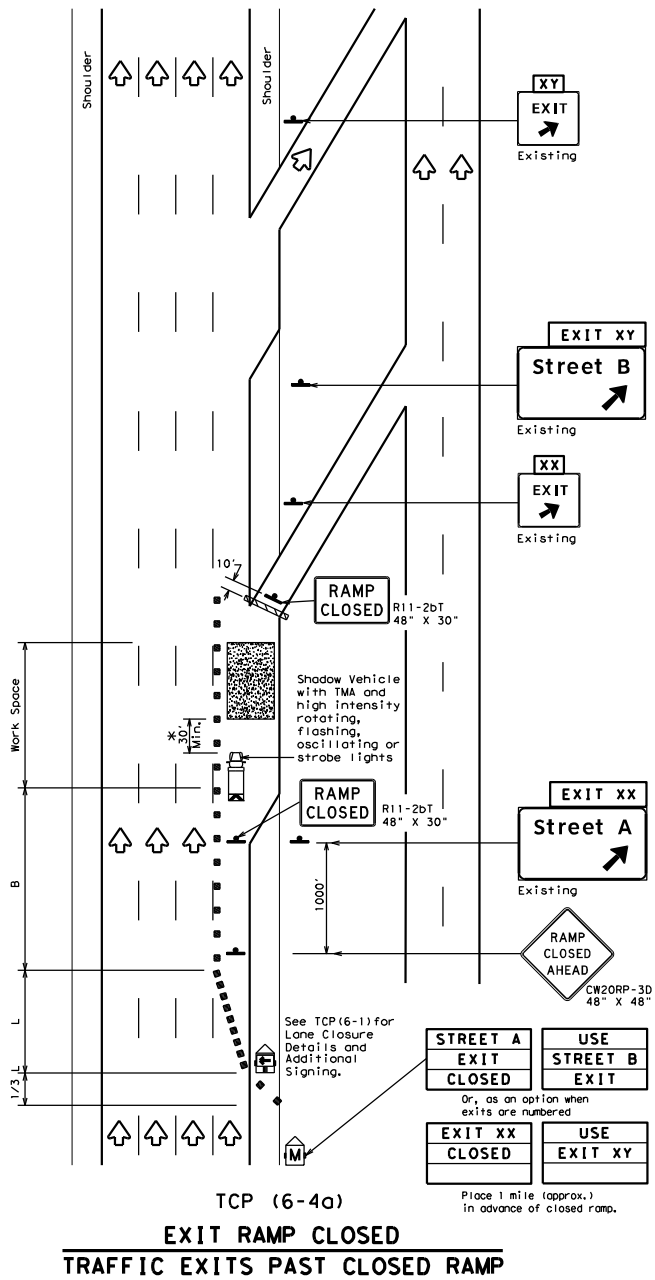 Shoulder
Shoulder
XY
EXIT
Existing
EXIT XY
Street B
Existing
XX
EXIT
Existing
10'
RAMP
CLOSED
R11-2bT
48" X 30"
Work Space
*
30'
Min.
Shadow Vehicle
with TMA and
high intensity
rotating,
flashing,
oscillating or
strobe lights
RAMP
CLOSED
R11-2bT
48" X 30"
EXIT XX
Street A
Existing
B
1000'
RAMP
CLOSED
AHEAD
CW20RP-3D
48" X 48"
L
See TCP(6-1)for
Lane Closure
Details and
Additional
Signing.
1/3 L
STREET A
EXIT
CLOSED
USE
STREET B
EXIT
Or, as an option when
exits are numbered
EXIT XX
CLOSED
USE
EXIT XY
M
Place 1 mile (approx.)
in advance of closed ramp.
TCP (6-4a)
EXIT RAMP CLOSED
TRAFFIC EXITS PAST CLOSED RAMP